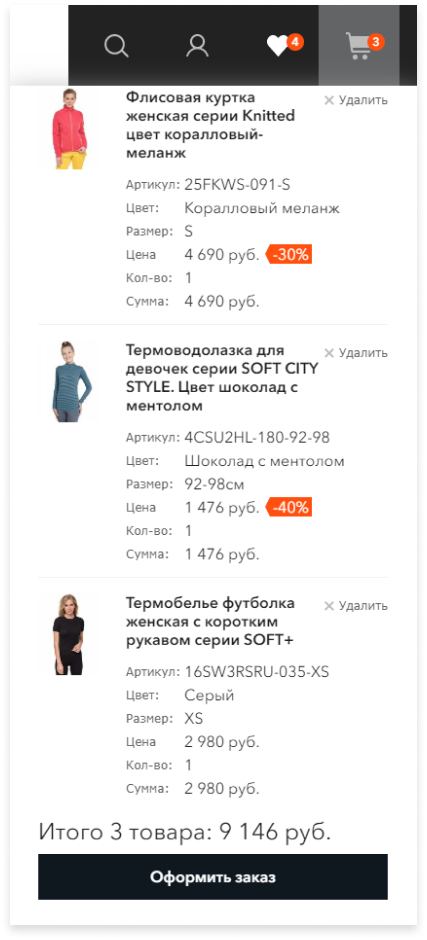 4
3
Флисовая куртка
женская серии Knitted
цвет коралловый-
меланж
× Удалить
Артикул: 25FKWS-091-S
Цвет: Коралловый меланж
Размер: S
Цена 4 690 руб. -30%
Кол-во: 1
Сумма: 4 690 руб.
Термоводолазка для
девочек серии SOFT CITY
STYLE. Цвет шоколад с
ментолом
× Удалить
Артикул: 4CSU2HL-180-92-98
Цвет: Шоколад с ментолом
Размер: 92-98см
Цена 1 476 руб. -40%
Кол-во: 1
Сумма: 1 476 руб.
Термобелье футболка
женская с коротким
рукавом серии SOFT+
× Удалить
Артикул: 16SW3RSRU-035-XS
Цвет: Серый
Размер: XS
Цена 2 980 руб.
Кол-во: 1
Сумма: 2 980 руб.
Итого 3 товара: 9 146 руб.
Оформить заказ